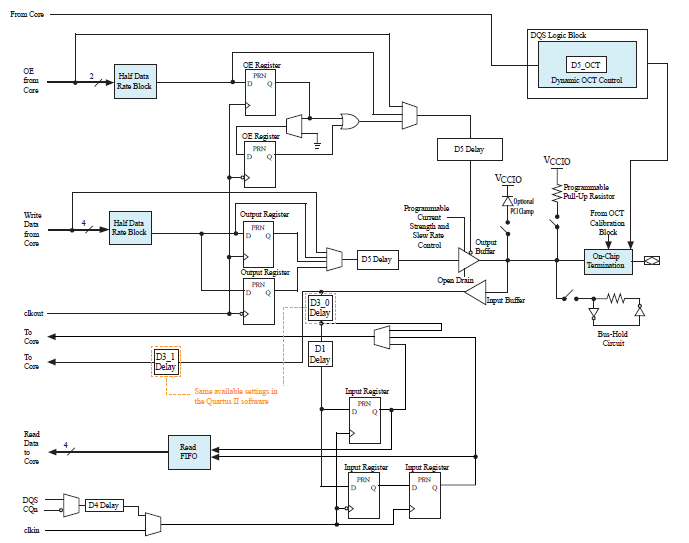 From Core
DQS Logic Block
D5_OCT
Dynamic OCT Control
OE
from
Core
2
Half Data
Rate Block
OE Register
PRN
D
Q
OE Register
PRN
D
Q
D5 Delay
VCCIO
VCCIO
Optional
PCI Clamp
Programmable
Pull-Up Resistor
From OCT
Calibration
Block
Programmable
Current
Strength and
Slew Rate
Control
Write
Data
from
Core
4
Half Data
Rate Block
Output Register
PRN
D
Q
Output Register
PRN
D
Q
D5 Delay
Output
Buffer
On-Chip
Termination
Open Drain
Input Buffer
clkout
D3_0
Delay
Bus-Hold
Circuit
To
Core
To
Core
D3_1
Delay
D1
Delay
Same available settings in
the Quartus II software
Input Register
PRN
D
Q
Read
Data
to
Core
4
Read
FIFO
Input Register
PRN
D
Q
Input Register
PRN
D
Q
DQS
CQn
D4 Delay
clkin